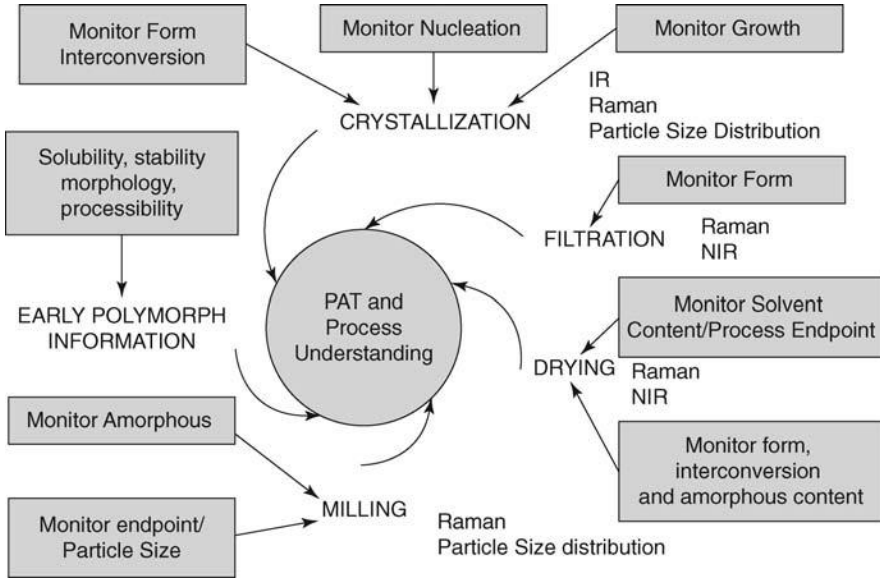 Monitor Form
Interconversion
Monitor Nucleation
Monitor Growth
CRYSTALLIZATION
IR
Raman
Particle Size Distribution
Solubility, stability
morphology,
processibility
Monitor Form
FILTRATION
Raman
NIR
EARLY POLYMORPH
INFORMATION
PAT and
Process
Understanding
Monitor Solvent
Content/Process Endpoint
DRYING
Raman
NIR
Monitor Amorphous
Monitor form,
interconversion
and amorphous content
MILLING
Monitor endpoint/
Particle Size
Raman
Particle Size distribution